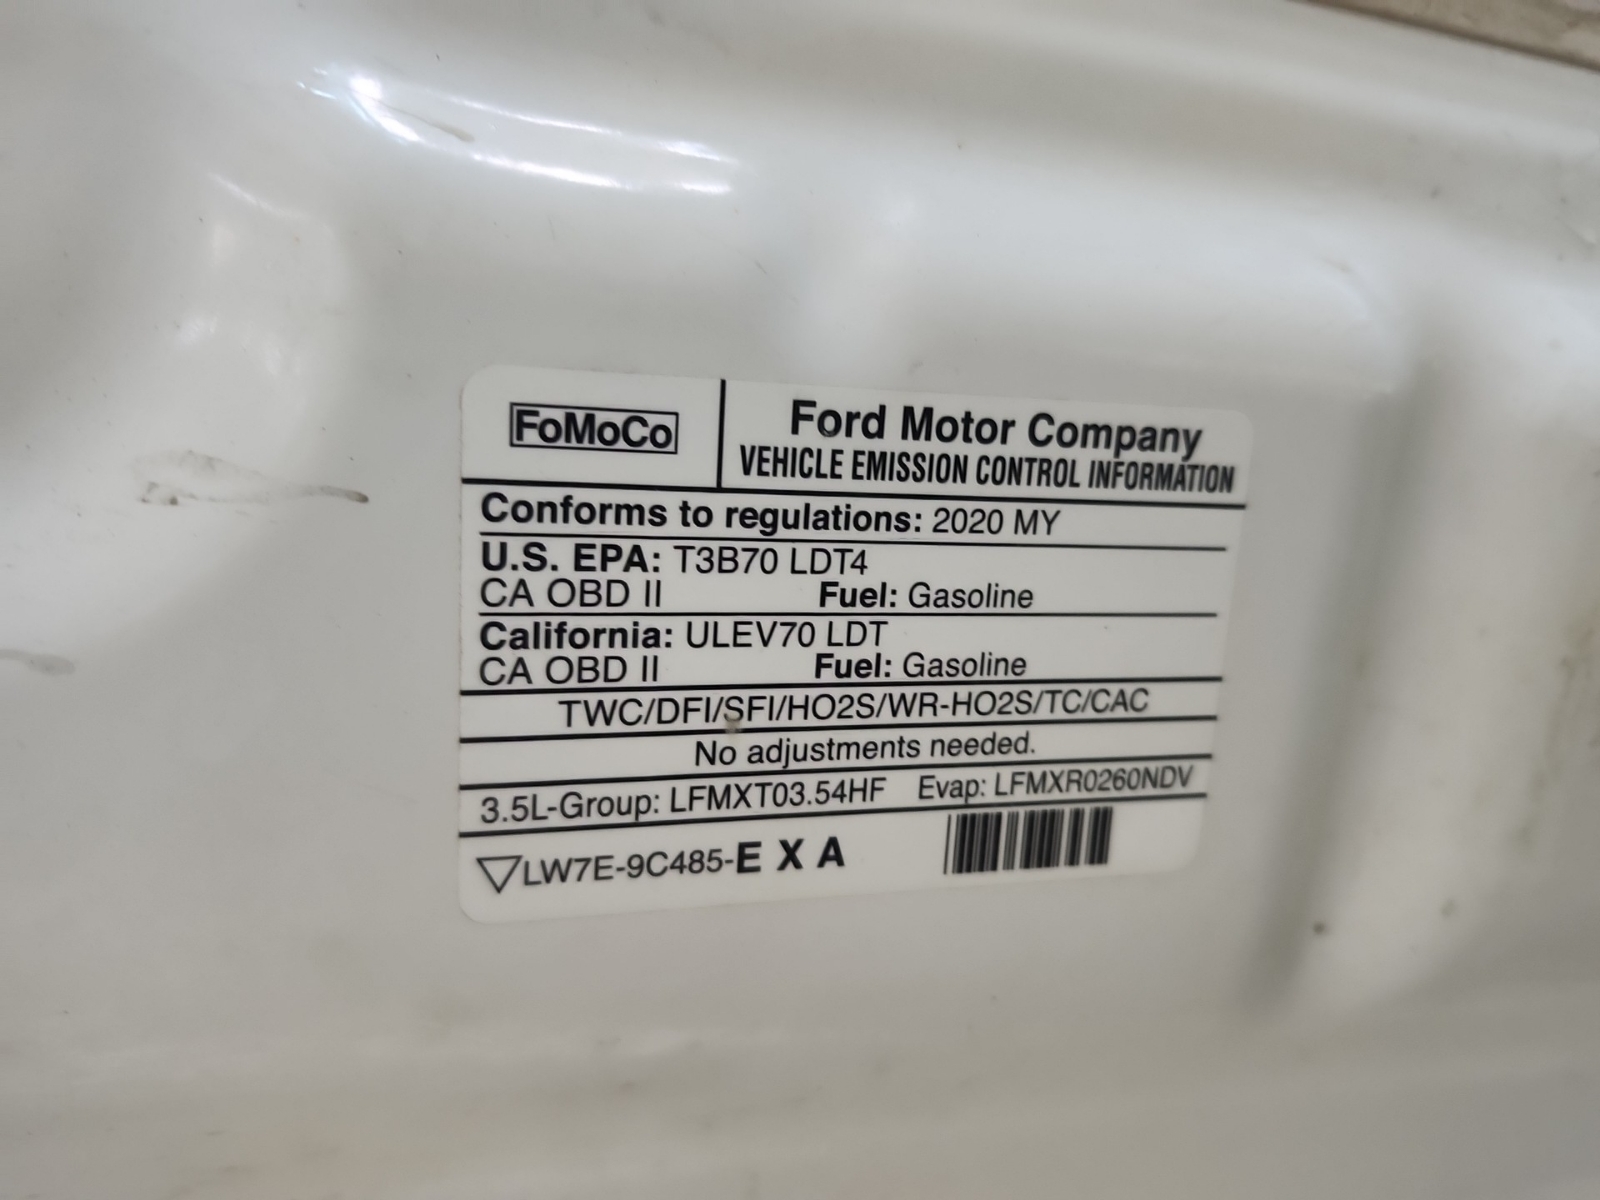 FoMoCo
Ford Motor Company
VEHICLE EMISSION CONTROL INFORMATION
Conforms to regulations: 2020 MY
U.S. EPA: T3B70 LDT4
CA OBD II Fuel: Gasoline
California: ULEV70 LDT
CA OBD II Fuel: Gasoline
TWC/DFI/SFI/HO2S/WR-HO2S/TC/CAC
No adjustments needed.
3.5L-Group: LFMXT03.54HF Evap: LFMXR0260NDV
LW7E-9C485-E X A